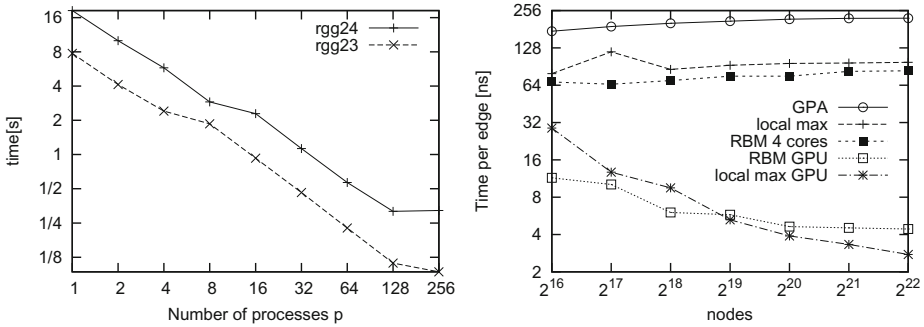 16
8
4
2
1
1/2
1/4
1/8
time[s]
rgg24
rgg23
1 2 4 8 16 32 64 128 256
Number of processes p
256
128
64
32
16
8
4
2
Time per edge [ns]
GPA
local max
RBM 4 cores
RBM GPU
local max GPU
2^16 2^17 2^18 2^19 2^20 2^21 2^22
nodes